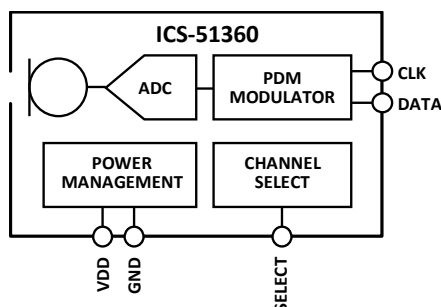 ICS-51360
ADC
PDM
MODULATOR
CLK
DATA
POWER
MANAGEMENT
CHANNEL
SELECT
VDD
GND
SELECT